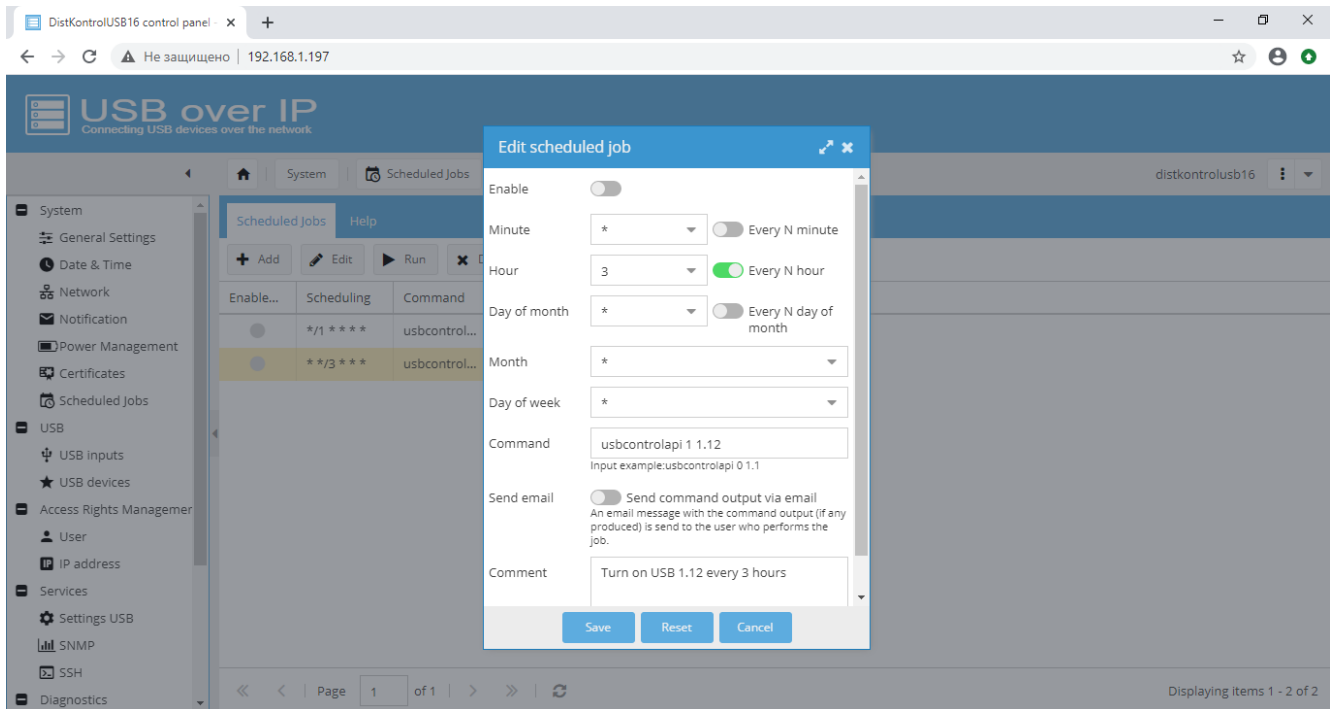 DistKontrolUSB16 control panel -
Не защищено | 192.168.1.197
USB over IP
Connecting USB devices over the network
System
Scheduled Jobs
distkontrolusb16
System
General Settings
Date & Time
Network
Notification
Power Management
Certificates
Scheduled Jobs
USB
USB inputs
USB devices
Access Rights Managemer
User
IP address
Services
Settings USB
SNMP
SSH
Diagnostics
Scheduled Jobs Help
Add Edit Run
Enable... Scheduling Command
*/1 * * * * usbcontrol...
* */3 * * * usbcontrol...
Page 1 of 1
Displaying items 1 - 2 of 2
Edit scheduled job
Enable
Minute * Every N minute
Hour 3 Every N hour
Day of month * Every N day of
month
Month *
Day of week *
Command usbcontrolapi 1 1.12
Input example:usbcontrolapi 0 1.1
Send email Send command output via email
An email message with the command output (if any
produced) is send to the user who performs the
job.
Comment Turn on USB 1.12 every 3 hours
Save Reset Cancel